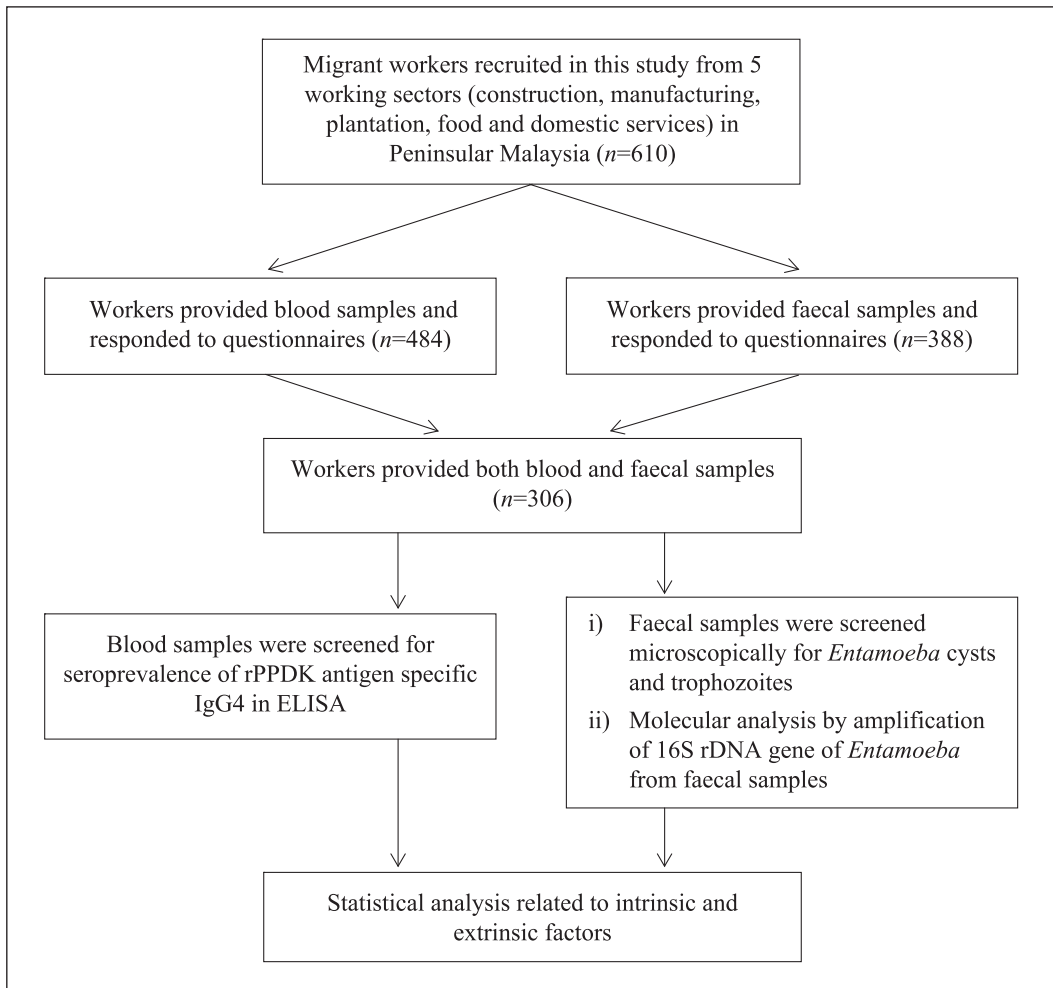 Migrant workers recruited in this study from 5
working sectors (construction, manufacturing,
plantation, food and domestic services) in
Peninsular Malaysia (n=610)
Workers provided blood samples and
responded to questionnaires (n=484)
Workers provided faecal samples and
responded to questionnaires (n=388)
Workers provided both blood and faecal samples
(n=306)
Blood samples were screened for
seroprevalence of rPPDK antigen specific
IgG4 in ELISA
i) Faecal samples were screened
microscopically for Entamoeba cysts
and trophozoites
ii) Molecular analysis by amplification
of 16S rDNA gene of Entamoeba
from faecal samples
Statistical analysis related to intrinsic and
extrinsic factors